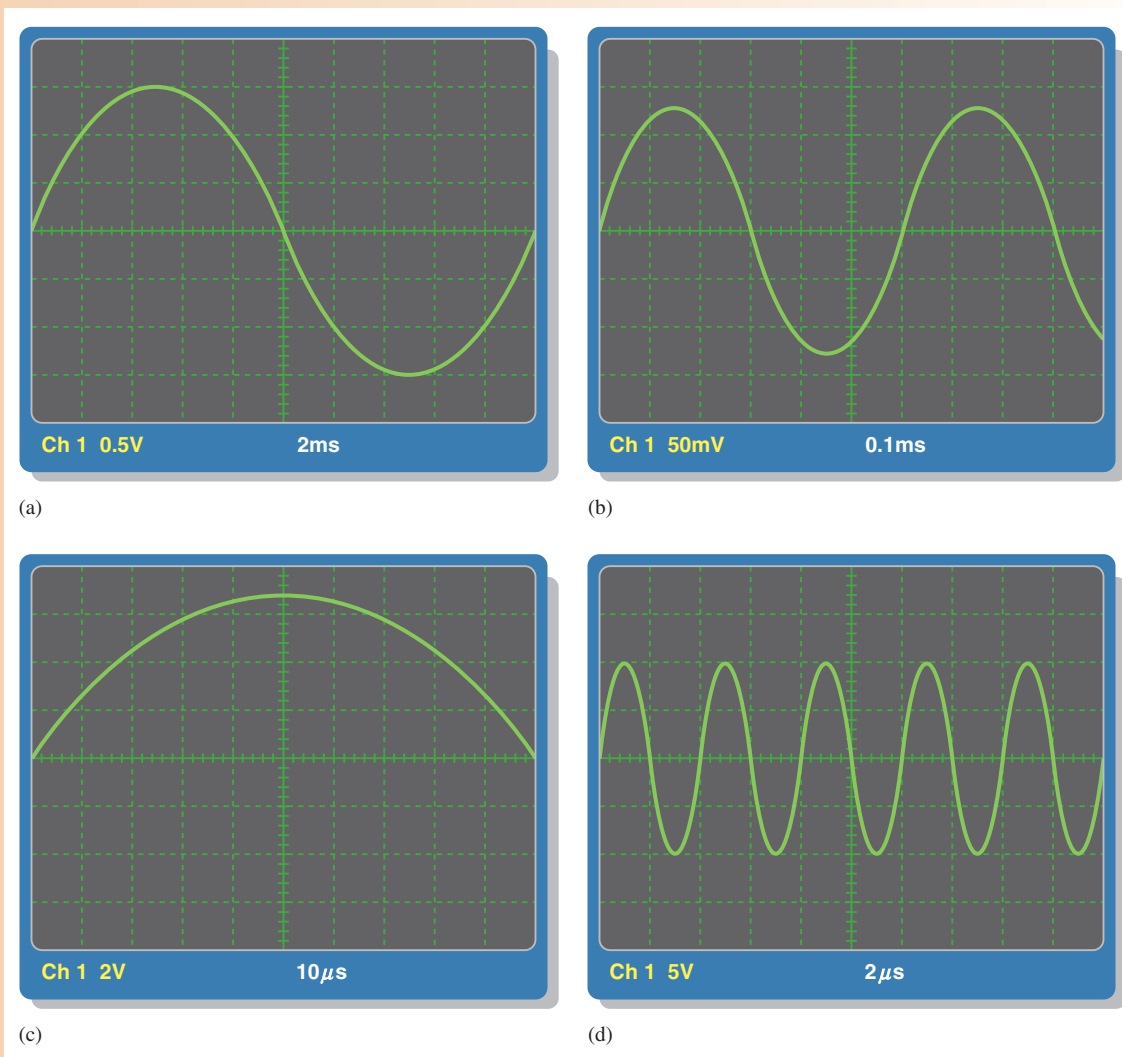 Ch 1 0.5V 2ms
Ch 1 50mV 0.1ms
(a)
(b)
Ch 1 2V 10μs
Ch 1 5V 2μs
(c)
(d)